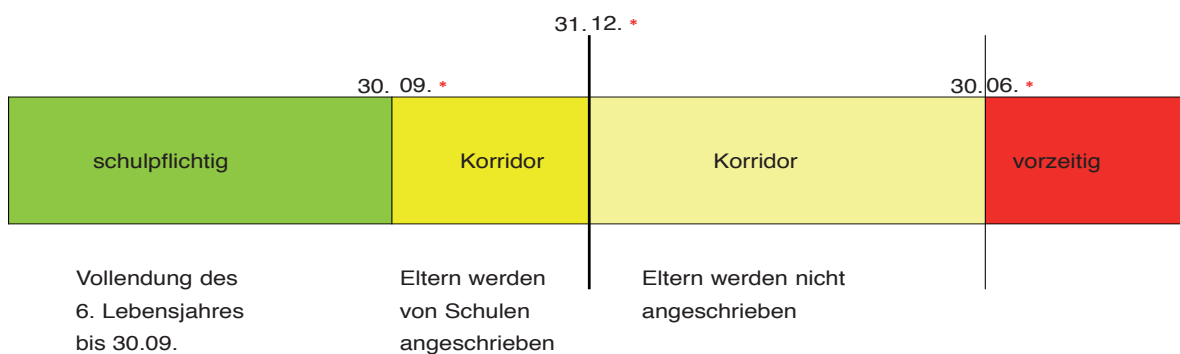 31.12. *
30. 09. *
30.06. *
schulpflichtig
Korridor
Korridor
vorzeitig
Vollendung des
6. Lebensjahres
bis 30.09.
Eltern werden
von Schulen
angeschrieben
Eltern werden nicht
angeschrieben